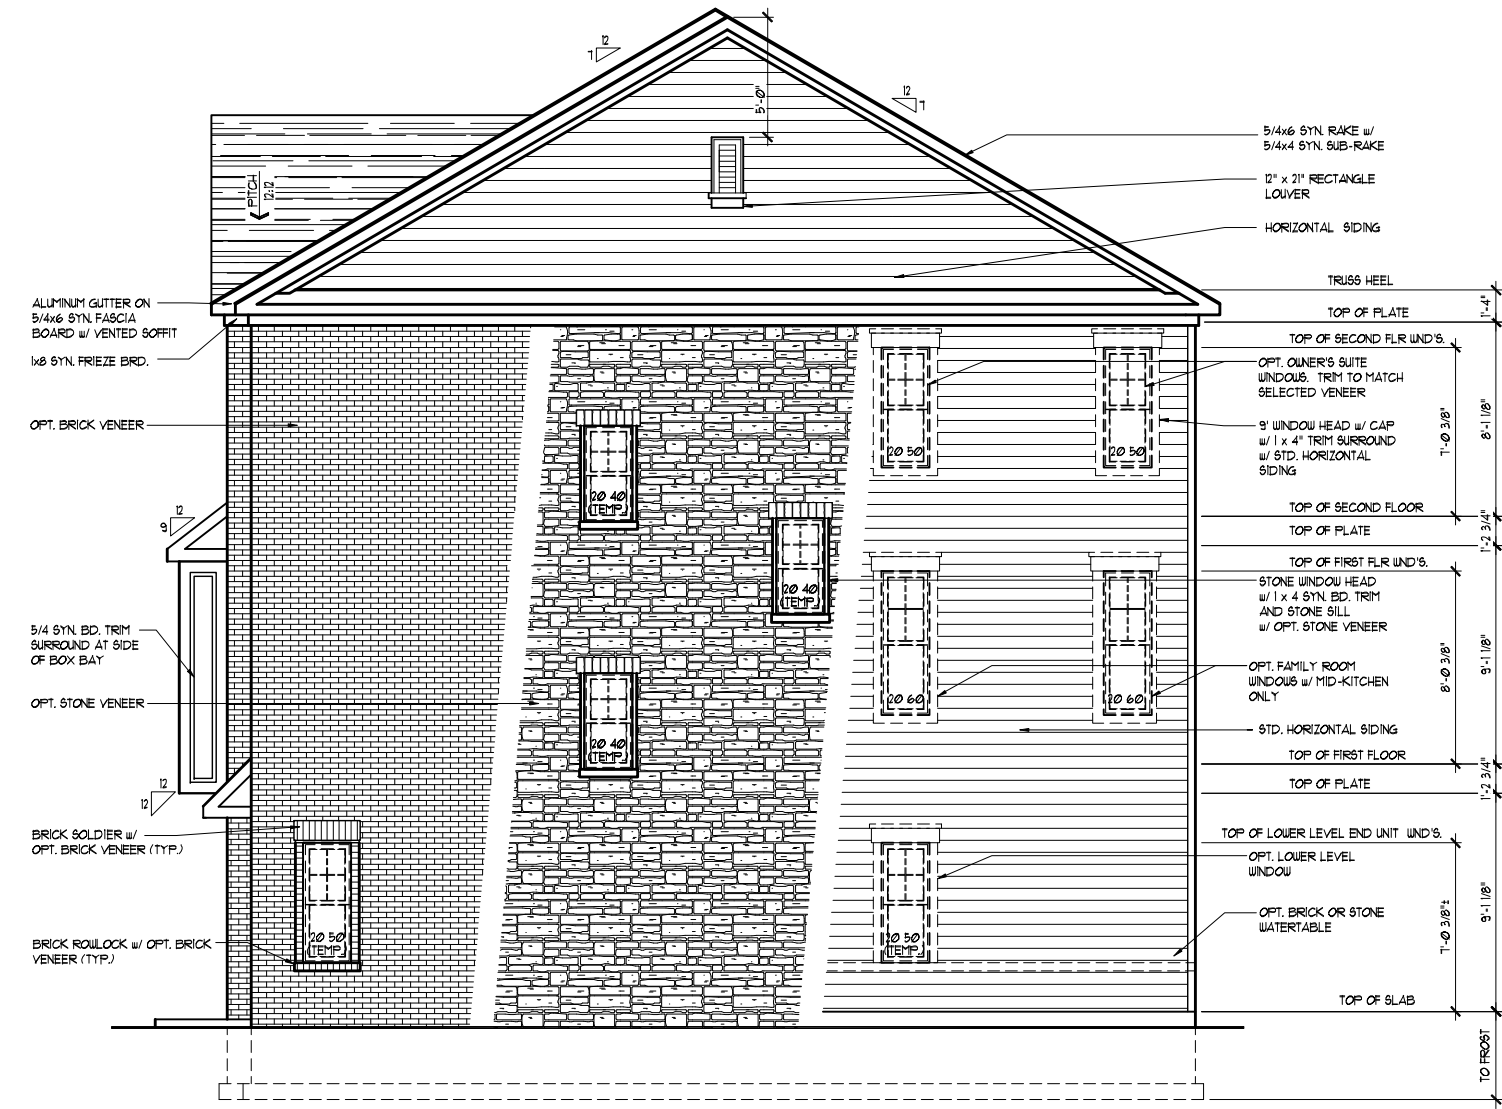 12
7
12
7
5'-0"
PITCH
12:12
5/4x6 SYN. RAKE w/
5/4x4 SYN. SUB-RAKE
12" x 21" RECTANGLE
LOUVER
HORIZONTAL SIDING
TRUSS HEEL
1'-4"
TOP OF PLATE
ALUMINUM GUTTER ON
5/4x6 SYN. FASCIA
BOARD w/ VENTED SOFFIT
1x8 SYN. FRIEZE BRD.
OPT. BRICK VENEER
12
9
5/4 SYN. BD. TRIM
SURROUND AT SIDE
OF BOX BAY
OPT. STONE VENEER
12
12
BRICK SOLDIER w/
OPT. BRICK VENEER (TYP.)
BRICK ROWLOCK w/ OPT. BRICK
VENEER (TYP.)
20 50
TEMP.
20 40
(TEMP.)
20 40
(TEMP.)
20 40
(TEMP.)
20 50
20 50
20 60
20 60
20 50
(TEMP.)
TOP OF SECOND FLR WND'S.
OPT. OWNER'S SUITE
WINDOWS. TRIM TO MATCH
SELECTED VENEER
9' WINDOW HEAD w/ CAP
w/ 1 x 4" TRIM SURROUND
w/ STD. HORIZONTAL
SIDING
7'-0 3/8"
8'-1 1/8"
TOP OF SECOND FLOOR
TOP OF PLATE
1'-2 3/4"
TOP OF FIRST FLR WND'S.
STONE WINDOW HEAD
w/ 1 x 4 SYN. BD. TRIM
AND STONE SILL
w/ OPT. STONE VENEER
OPT. FAMILY ROOM
WINDOWS w/ MID-KITCHEN
ONLY
8'-0 3/8"
9'-1 1/8"
STD. HORIZONTAL SIDING
TOP OF FIRST FLOOR
TOP OF PLATE
1'-2 3/4"
TOP OF LOWER LEVEL END UNIT WND'S.
OPT. LOWER LEVEL
WINDOW
OPT. BRICK OR STONE
WATERTABLE
7'-0 3/8"±
9'-1 1/8"
TOP OF SLAB
TO FROST